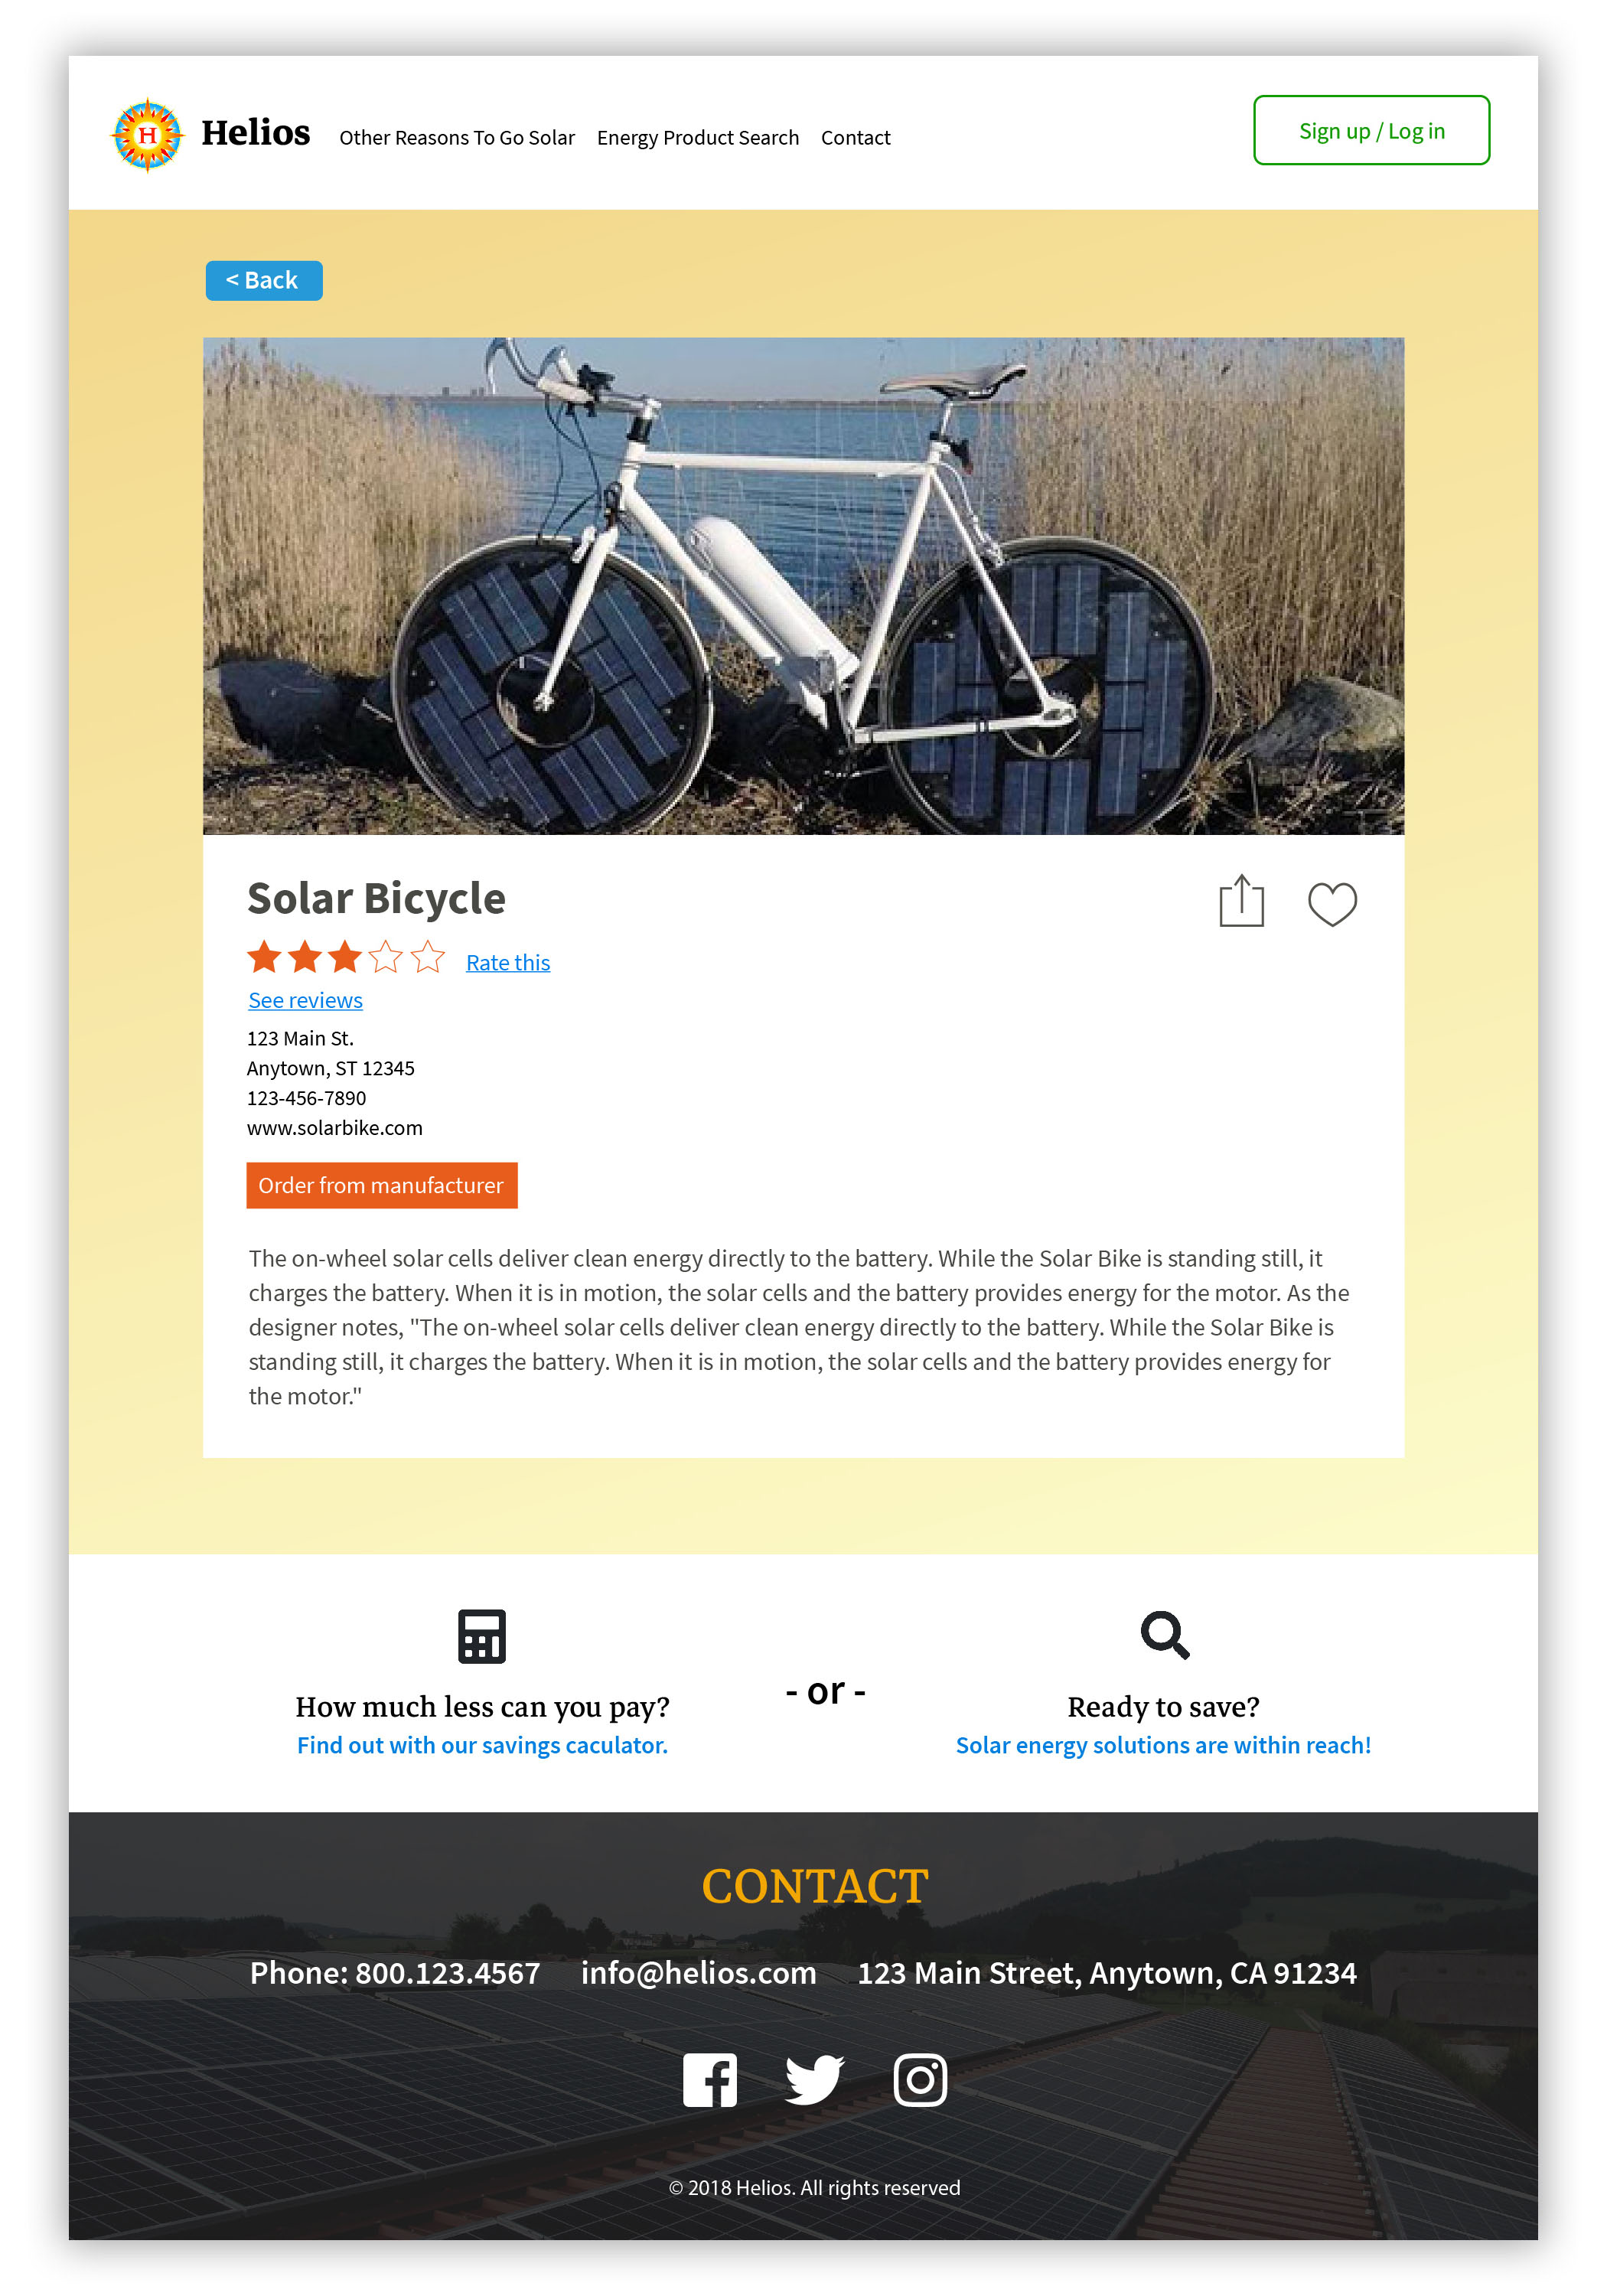 H
Helios
Other Reasons To Go Solar
Energy Product Search
Contact
Sign up / Log in
< Back
Solar Bicycle
Rate this
See reviews
123 Main St.
Anytown, ST 12345
123-456-7890
www.solarbike.com
Order from manufacturer
The on-wheel solar cells deliver clean energy directly to the battery. While the Solar Bike is standing still, it
charges the battery. When it is in motion, the solar cells and the battery provides energy for the motor. As the
designer notes, "The on-wheel solar cells deliver clean energy directly to the battery. While the Solar Bike is
standing still, it charges the battery. When it is in motion, the solar cells and the battery provides energy for
the motor."
How much less can you pay?
Find out with our savings caculator.
- or -
Ready to save?
Solar energy solutions are within reach!
CONTACT
Phone: 800.123.4567
info@helios.com
123 Main Street, Anytown, CA 91234
© 2018 Helios. All rights reserved